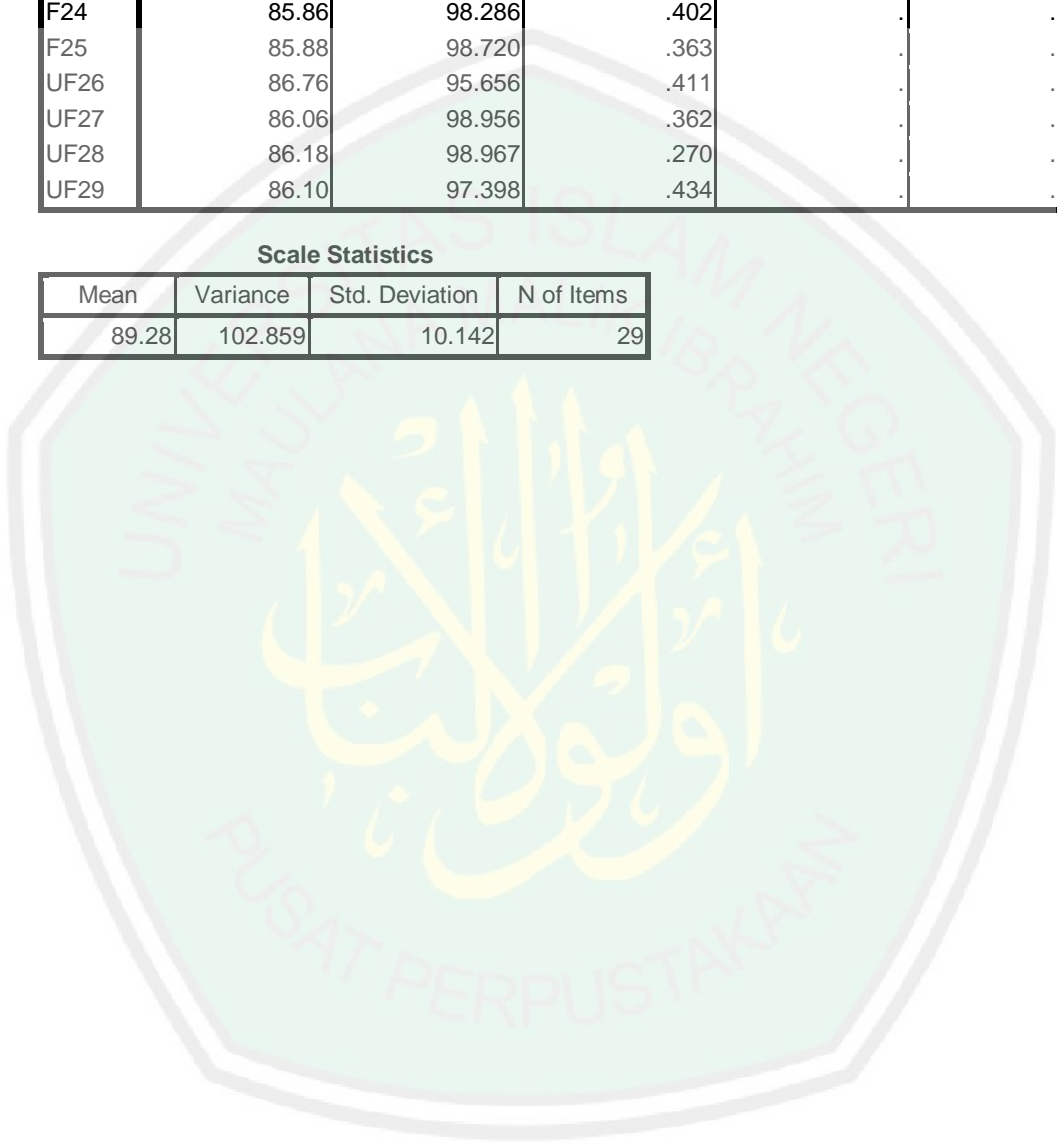 F24 85.86 98.286 .402 . .
F25 85.88 98.720 .363 . .
UF26 86.76 95.656 .411 . .
UF27 86.06 98.956 .362 . .
UF28 86.18 98.967 .270 . .
UF29 86.10 97.398 .434 . .
Scale Statistics
Mean Variance Std. Deviation N of Items
89.28 102.859 10.142 29
UNIVERSITAS ISLAM NEGERI
MAULANA MALIK IBRAHIM
أولوا الألباب
PUSAT PERPUSTAKAAN